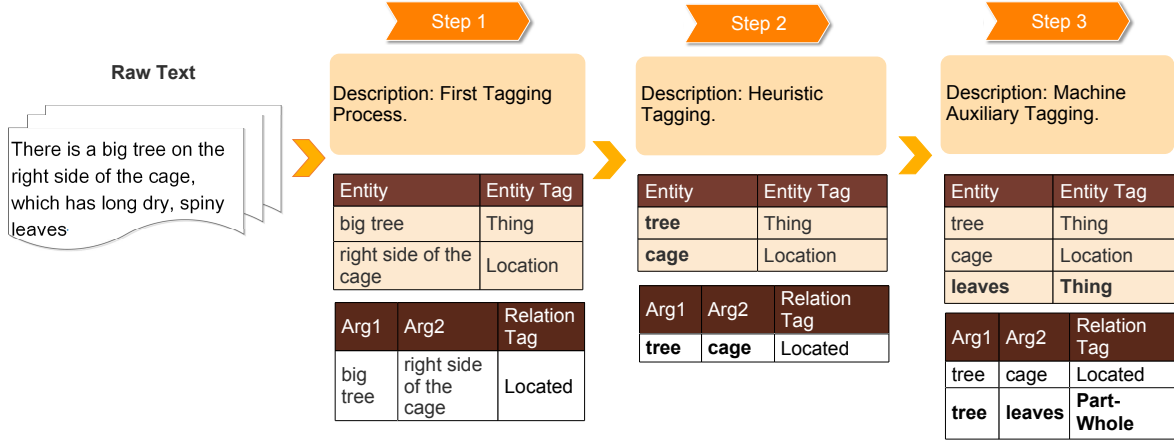 Raw Text
There is a big tree on the
right side of the cage,
which has long dry, spiny
leaves
Step 1
Description: First Tagging
Process.
Entity Entity Tag
big tree Thing
right side of the
cage Location
Arg1 Arg2 Relation
Tag
big
tree right side
of the
cage Located
Step 2
Description: Heuristic
Tagging.
Entity Entity Tag
tree Thing
cage Location
Arg1 Arg2 Relation
Tag
tree cage Located
Step 3
Description: Machine
Auxiliary Tagging.
Entity Entity Tag
tree Thing
cage Location
leaves Thing
Arg1 Arg2 Relation
Tag
tree cage Located
tree leaves Part-
Whole